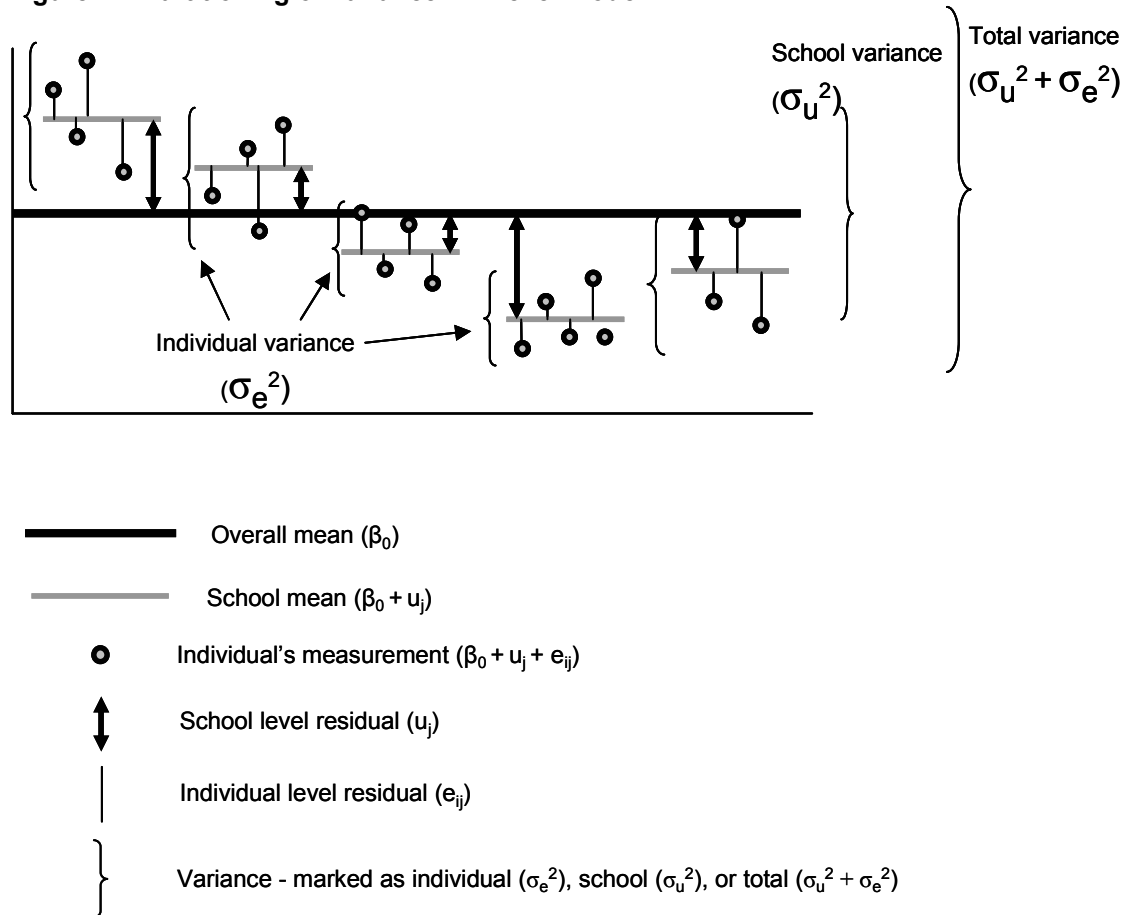 School variance
(σᵤ²)
Total variance
(σᵤ² + σₑ²)
Individual variance
(σₑ²)
Overall mean (β₀)
School mean (β₀ + uⱼ)
Individual's measurement (β₀ + uⱼ + eᵢⱼ)
School level residual (uⱼ)
Individual level residual (eᵢⱼ)
Variance - marked as individual (σₑ²), school (σᵤ²), or total (σᵤ² + σₑ²)